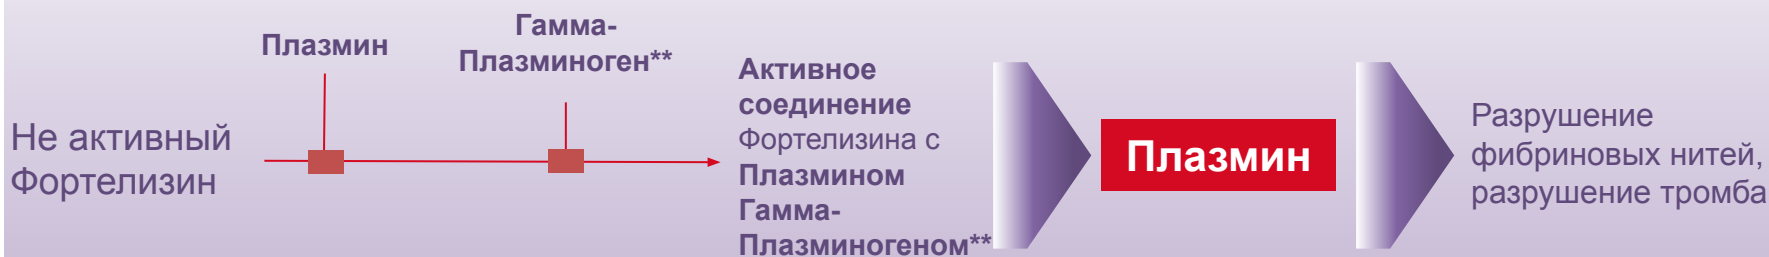 Не активный
Фортелизин
Плазмин
Гамма-
Плазминоген**
Активное
соединение
Фортелизина с
Плазмином
Гамма-
Плазминогеном**
Плазмин
Разрушение
фибриновых нитей,
разрушение тромба